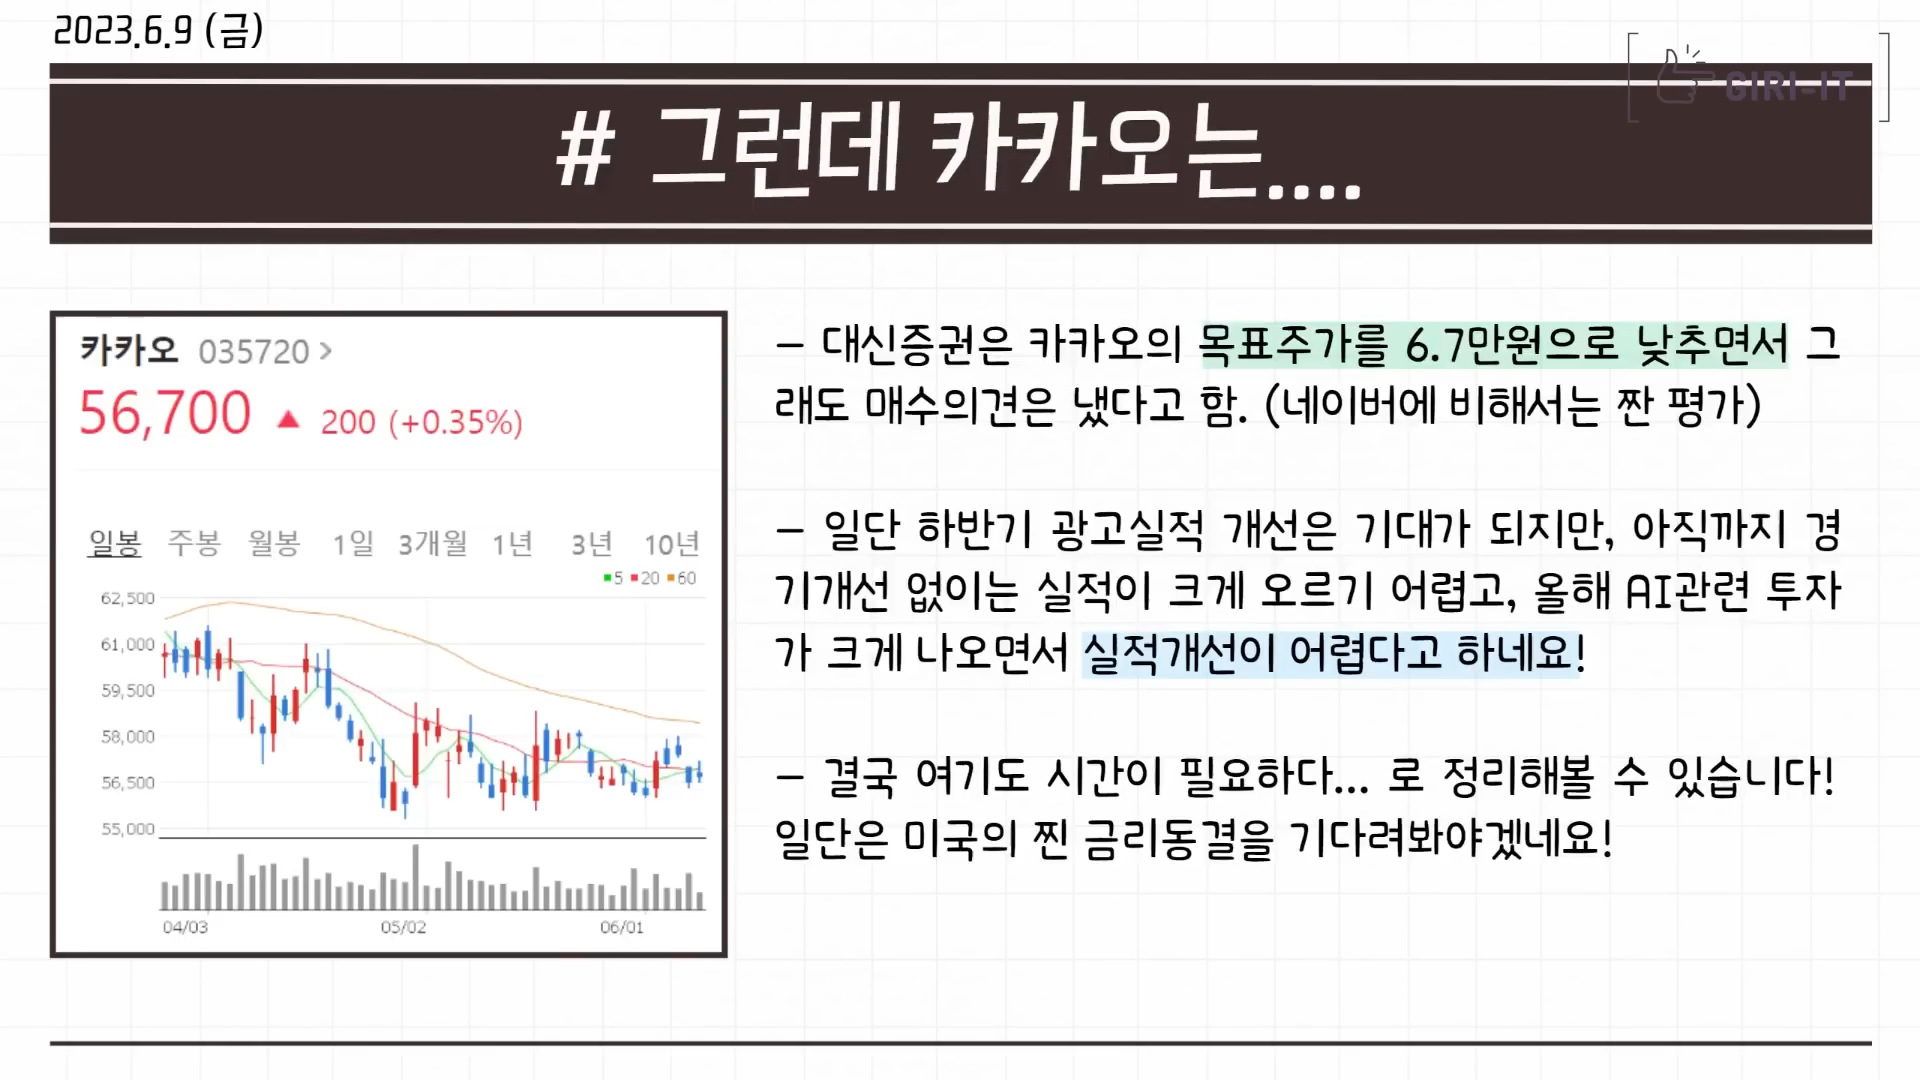 2023.6.9 (금)
GIRI-IT
# 그런데 카카오는....
카카오 035720 >
56,700 ▲ 200 (+0.35%)
일봉 주봉 월봉 1일 3개월 1년 3년 10년
5 20 60
62,500
61,000
59,500
58,000
56,500
55,000
04/03 05/02 06/01
– 대신증권은 카카오의 목표주가를 6.7만원으로 낮추면서 그
래도 매수의견은 냈다고 함. (네이버에 비해서는 짠 평가)
– 일단 하반기 광고실적 개선은 기대가 되지만, 아직까지 경
기개선 없이는 실적이 크게 오르기 어렵고, 올해 AI관련 투자
가 크게 나오면서 실적개선이 어렵다고 하네요!
– 결국 여기도 시간이 필요하다... 로 정리해볼 수 있습니다!
일단은 미국의 찐 금리동결을 기다려봐야겠네요!